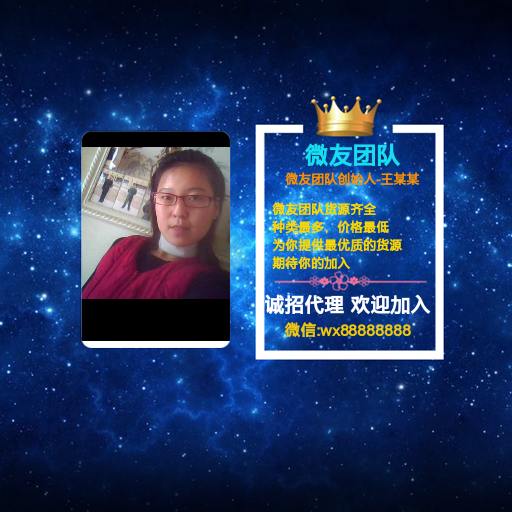 微友团队
微友团队创始人-王某某
微友团队货源齐全
种类最多，价格最低
为你提供最优质的货源
期待你的加入
诚招代理 欢迎加入
微信:wx88888888